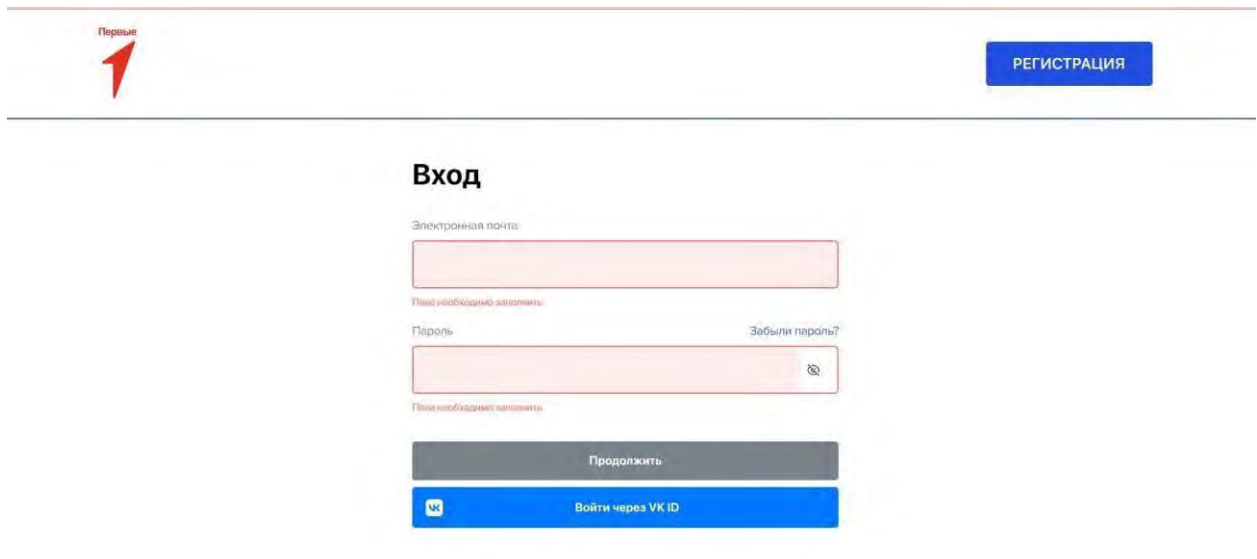 Первые
РЕГИСТРАЦИЯ
Вход
Электронная почта
Поле необходимо заполнить
Пароль
Забыли пароль?
Поле необходимо заполнить
Продолжить
Войти через VK ID